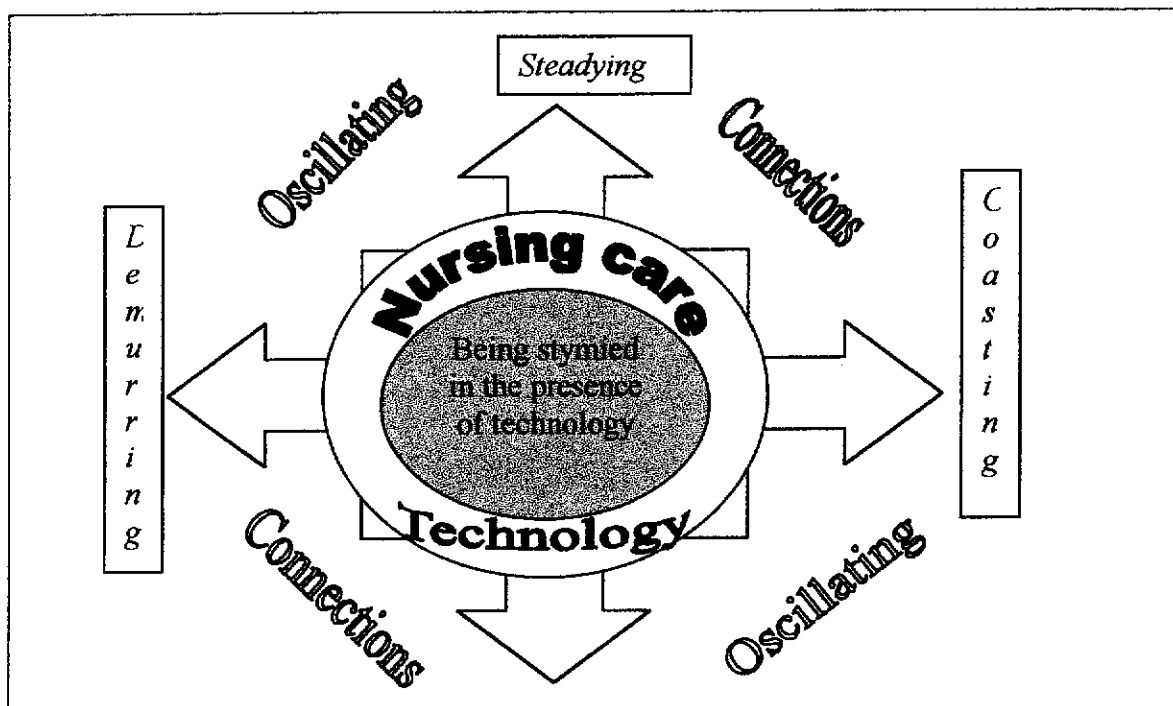 Steadying
Oscillating
Connections
Demurring
Coasting
Nursing care
Being stymied
in the presence
of technology
Technology
Connections
Oscillating